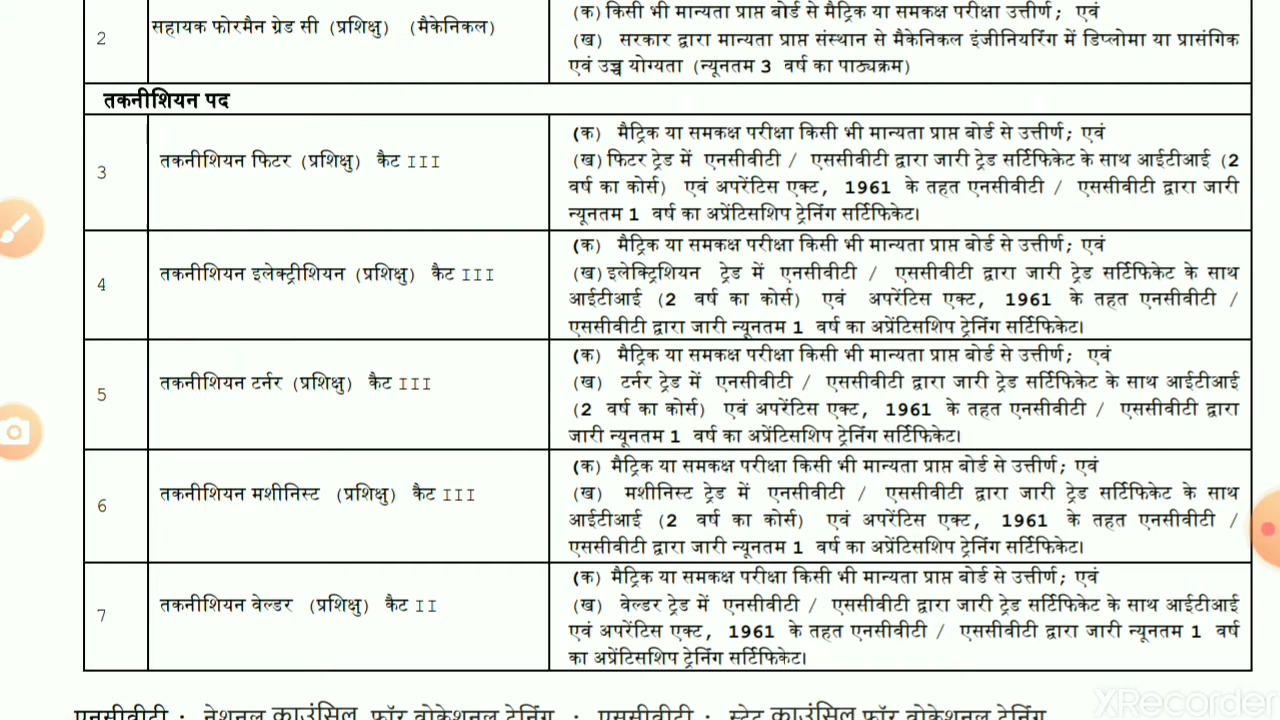 (क) किसी भी मान्यता प्राप्त बोर्ड से मैट्रिक या समकक्ष परीक्षा उत्तीर्ण; एवं
2 सहायक फोरमैन ग्रेड सी (प्रशिक्षु) (मैकेनिकल)
(ख) सरकार द्वारा मान्यता प्राप्त संस्थान से मैकेनिकल इंजीनियरिंग में डिप्लोमा या प्रासंगिक
एवं उच्च योग्यता (न्यूनतम 3 वर्ष का पाठ्यक्रम)
तकनीशियन पद
3 तकनीशियन फिटर (प्रशिक्षु) कैट III
(क) मैट्रिक या समकक्ष परीक्षा किसी भी मान्यता प्राप्त बोर्ड से उत्तीर्ण; एवं
(ख) फिटर ट्रेड में एनसीवीटी / एससीवीटी द्वारा जारी ट्रेड सर्टिफिकेट के साथ आईटीआई (2
वर्ष का कोर्स) एवं अपरेंटिस एक्ट, 1961 के तहत एनसीवीटी / एससीवीटी द्वारा जारी
न्यूनतम 1 वर्ष का अप्रेंटिसशिप ट्रेनिंग सर्टिफिकेट।
4 तकनीशियन इलेक्ट्रीशियन (प्रशिक्षु) कैट III
(क) मैट्रिक या समकक्ष परीक्षा किसी भी मान्यता प्राप्त बोर्ड से उत्तीर्ण; एवं
(ख) इलेक्ट्रिशियन ट्रेड में एनसीवीटी / एससीवीटी द्वारा जारी ट्रेड सर्टिफिकेट के साथ
आईटीआई (2 वर्ष का कोर्स) एवं अपरेंटिस एक्ट, 1961 के तहत एनसीवीटी /
एससीवीटी द्वारा जारी न्यूनतम 1 वर्ष का अप्रेंटिसशिप ट्रेनिंग सर्टिफिकेट।
5 तकनीशियन टर्नर (प्रशिक्षु) कैट III
(क) मैट्रिक या समकक्ष परीक्षा किसी भी मान्यता प्राप्त बोर्ड से उत्तीर्ण; एवं
(ख) टर्नर ट्रेड में एनसीवीटी / एससीवीटी द्वारा जारी ट्रेड सर्टिफिकेट के साथ आईटीआई
(2 वर्ष का कोर्स) एवं अपरेंटिस एक्ट, 1961 के तहत एनसीवीटी / एससीवीटी द्वारा
जारी न्यूनतम 1 वर्ष का अप्रेंटिसशिप ट्रेनिंग सर्टिफिकेट।
6 तकनीशियन मशीनिस्ट (प्रशिक्षु) कैट III
(क) मैट्रिक या समकक्ष परीक्षा किसी भी मान्यता प्राप्त बोर्ड से उत्तीर्ण; एवं
(ख) मशीनिस्ट ट्रेड में एनसीवीटी / एससीवीटी द्वारा जारी ट्रेड सर्टिफिकेट के साथ
आईटीआई (2 वर्ष का कोर्स) एवं अपरेंटिस एक्ट, 1961 के तहत एनसीवीटी /
एससीवीटी द्वारा जारी न्यूनतम 1 वर्ष का अप्रेंटिसशिप ट्रेनिंग सर्टिफिकेट।
7 तकनीशियन वेल्डर (प्रशिक्षु) कैट II
(क) मैट्रिक या समकक्ष परीक्षा किसी भी मान्यता प्राप्त बोर्ड से उत्तीर्ण; एवं
(ख) वेल्डर ट्रेड में एनसीवीटी / एससीवीटी द्वारा जारी ट्रेड सर्टिफिकेट के साथ आईटीआई
एवं अपरेंटिस एक्ट, 1961 के तहत एनसीवीटी / एससीवीटी द्वारा जारी न्यूनतम 1 वर्ष
का अप्रेंटिसशिप ट्रेनिंग सर्टिफिकेट।
एनसीवीटी : नेशनल काउंसिल फॉर वोकेशनल ट्रेनिंग : एससीवीटी : स्टेट काउंसिल फॉर वोकेशनल ट्रेनिंग
XRecorder